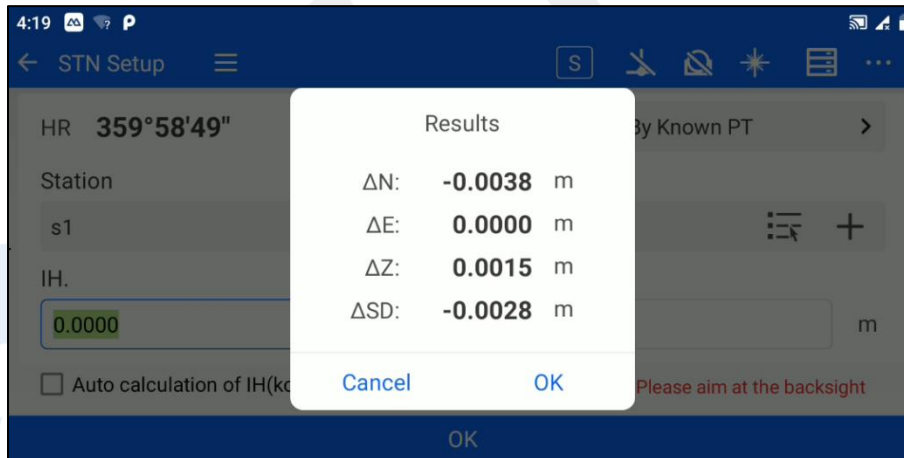 4:19
STN Setup
S
HR 359°58'49"
By Known PT
Station
s1
IH.
0.0000
m
Auto calculation of IH(kc
Please aim at the backsight
OK
Results
ΔN: -0.0038 m
ΔE: 0.0000 m
ΔZ: 0.0015 m
ΔSD: -0.0028 m
Cancel OK